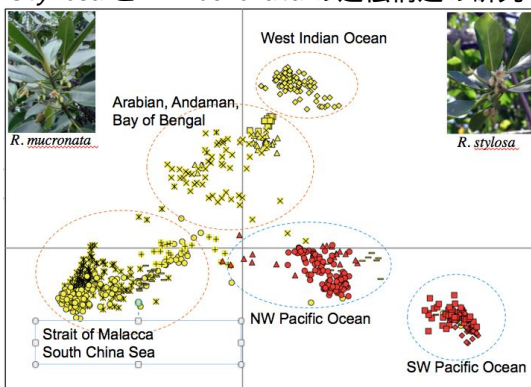 West Indian Ocean
Arabian, Andaman,
Bay of Bengal
R. mucronata
R. stylosa
NW Pacific Ocean
Strait of Malacca
South China Sea
SW Pacific Ocean